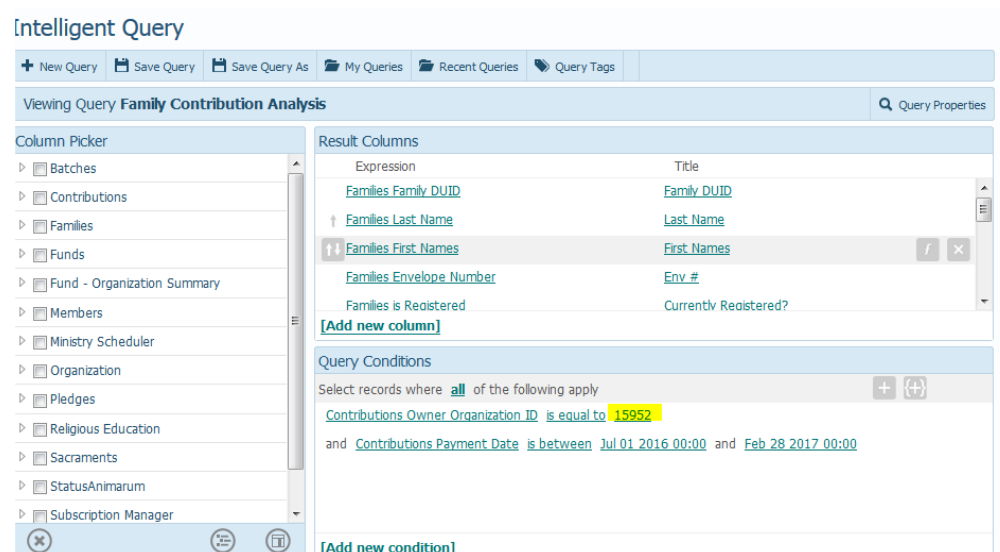 Intelligent Query
New Query Save Query Save Query As My Queries Recent Queries Query Tags
Viewing Query Family Contribution Analysis Query Properties
Column Picker
Batches
Contributions
Families
Funds
Fund - Organization Summary
Members
Ministry Scheduler
Organization
Pledges
Religious Education
Sacraments
StatusAnimarum
Subscription Manager
Result Columns
Expression Title
Families Family DUID Family DUID
Families Last Name Last Name
Families First Names First Names
Families Envelope Number Env #
Families is Registered Currently Registered?
[Add new column]
Query Conditions
Select records where all of the following apply
Contributions Owner Organization ID is equal to 15952
and Contributions Payment Date is between Jul 01 2016 00:00 and Feb 28 2017 00:00
[Add new condition]